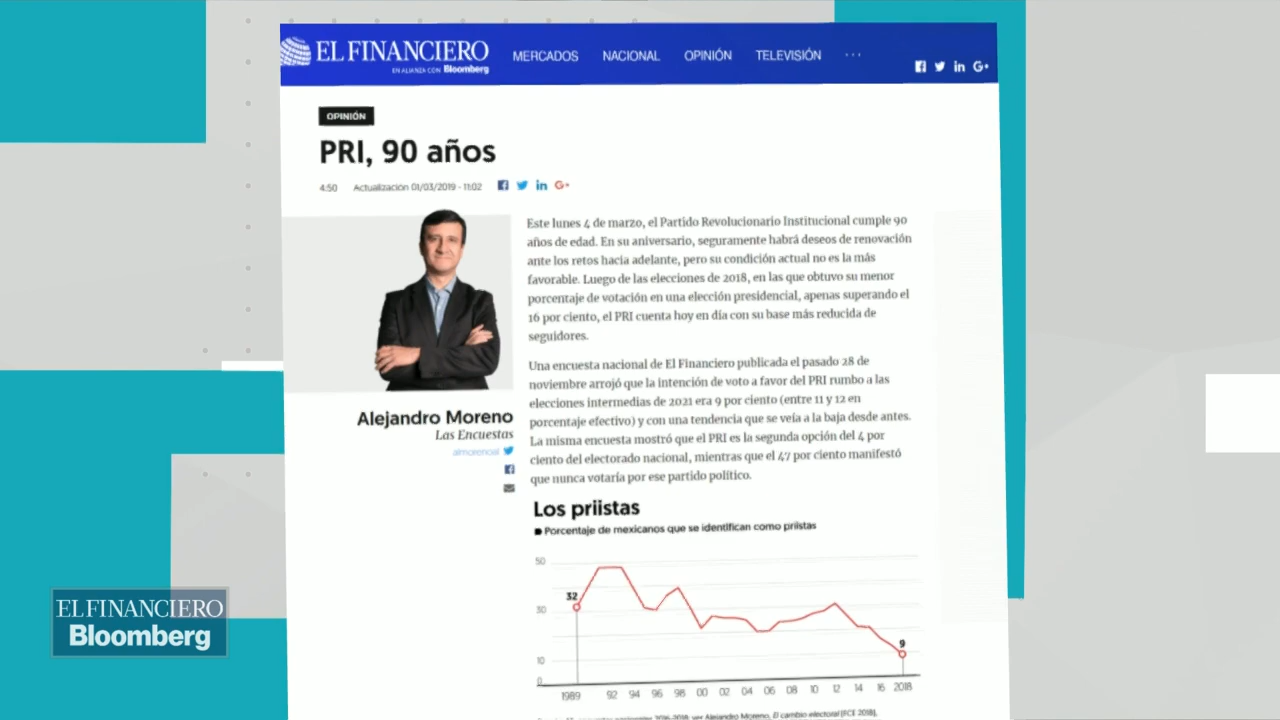 EL FINANCIERO
EN ALIANZA CON Bloomberg
MERCADOS NACIONAL OPINIÓN TELEVISIÓN ...
OPINIÓN
PRI, 90 años
4:50 Actualización 01/03/2019 - 11:02
Este lunes 4 de marzo, el Partido Revolucionario Institucional cumple 90
años de edad. En su aniversario, seguramente habrá deseos de renovación
ante los retos hacia adelante, pero su condición actual no es la más
favorable. Luego de las elecciones de 2018, en las que obtuvo su menor
porcentaje de votación en una elección presidencial, apenas superando el
16 por ciento, el PRI cuenta hoy en día con su base más reducida de
seguidores.
Una encuesta nacional de El Financiero publicada el pasado 28 de
noviembre arrojó que la intención de voto a favor del PRI rumbo a las
elecciones intermedias de 2021 era 9 por ciento (entre 11 y 12 en
porcentaje efectivo) y con una tendencia que se veía a la baja desde antes.
La misma encuesta mostró que el PRI es la segunda opción del 4 por
ciento del electorado nacional, mientras que el 47 por ciento manifestó
que nunca votaría por ese partido político.
Alejandro Moreno
Las Encuestas
almorenoal
Los priistas
Porcentaje de mexicanos que se identifican como priistas
50
32
30
9
10
0
1989 92 94 96 98 00 02 04 06 08 10 12 14 16 2018
2016-2018; ver Alejandro Moreno, El cambio electoral (FCE 2018),
EL FINANCIERO
Bloomberg